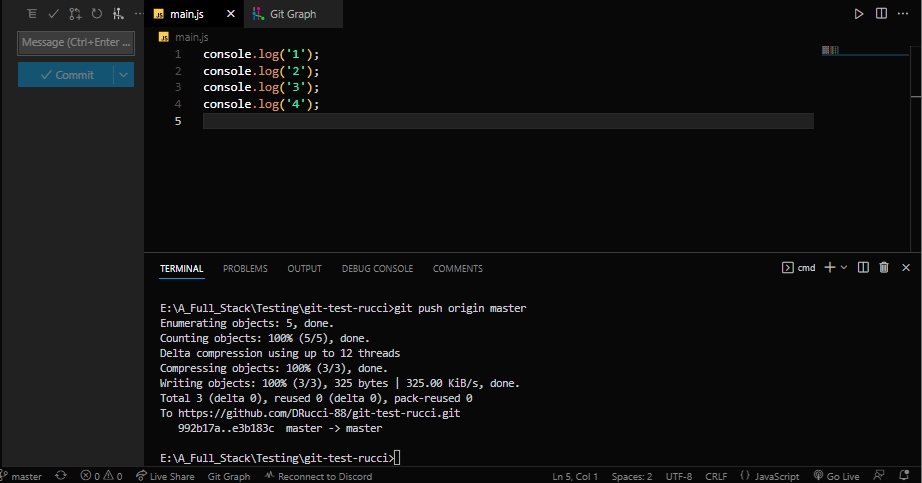 main.js
Git Graph
Message (Ctrl+Enter ...
Commit
main.js
1 console.log('1');
2 console.log('2');
3 console.log('3');
4 console.log('4');
5
TERMINAL PROBLEMS OUTPUT DEBUG CONSOLE COMMENTS
cmd
E:\A_Full_Stack\Testing\git-test-rucci>git push origin master
Enumerating objects: 5, done.
Counting objects: 100% (5/5), done.
Delta compression using up to 12 threads
Compressing objects: 100% (3/3), done.
Writing objects: 100% (3/3), 325 bytes | 325.00 KiB/s, done.
Total 3 (delta 0), reused 0 (delta 0), pack-reused 0
To https://github.com/DRucci-88/git-test-rucci.git
   992b17a..e3b183c  master -> master
E:\A_Full_Stack\Testing\git-test-rucci>
master 0 0 Live Share Git Graph Reconnect to Discord Ln 5, Col 1 Spaces: 2 UTF-8 CRLF {} JavaScript Go Live